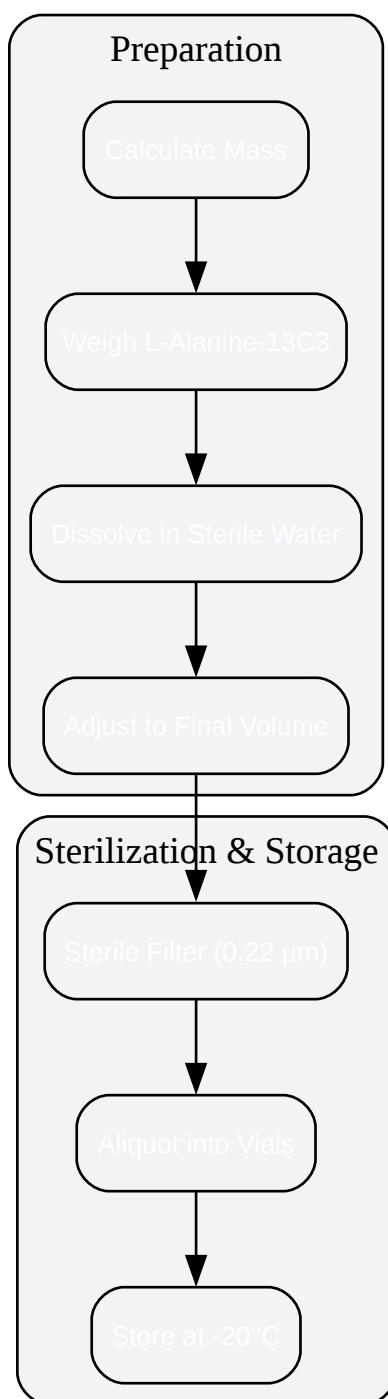 Preparation
Calculate Mass
Weigh L-Alanine-13C3
Dissolve in Sterile Water
Adjust to Final Volume
Sterilization & Storage
Sterile Filter (0.22 µm)
Aliquot into Vials
Store at -20°C